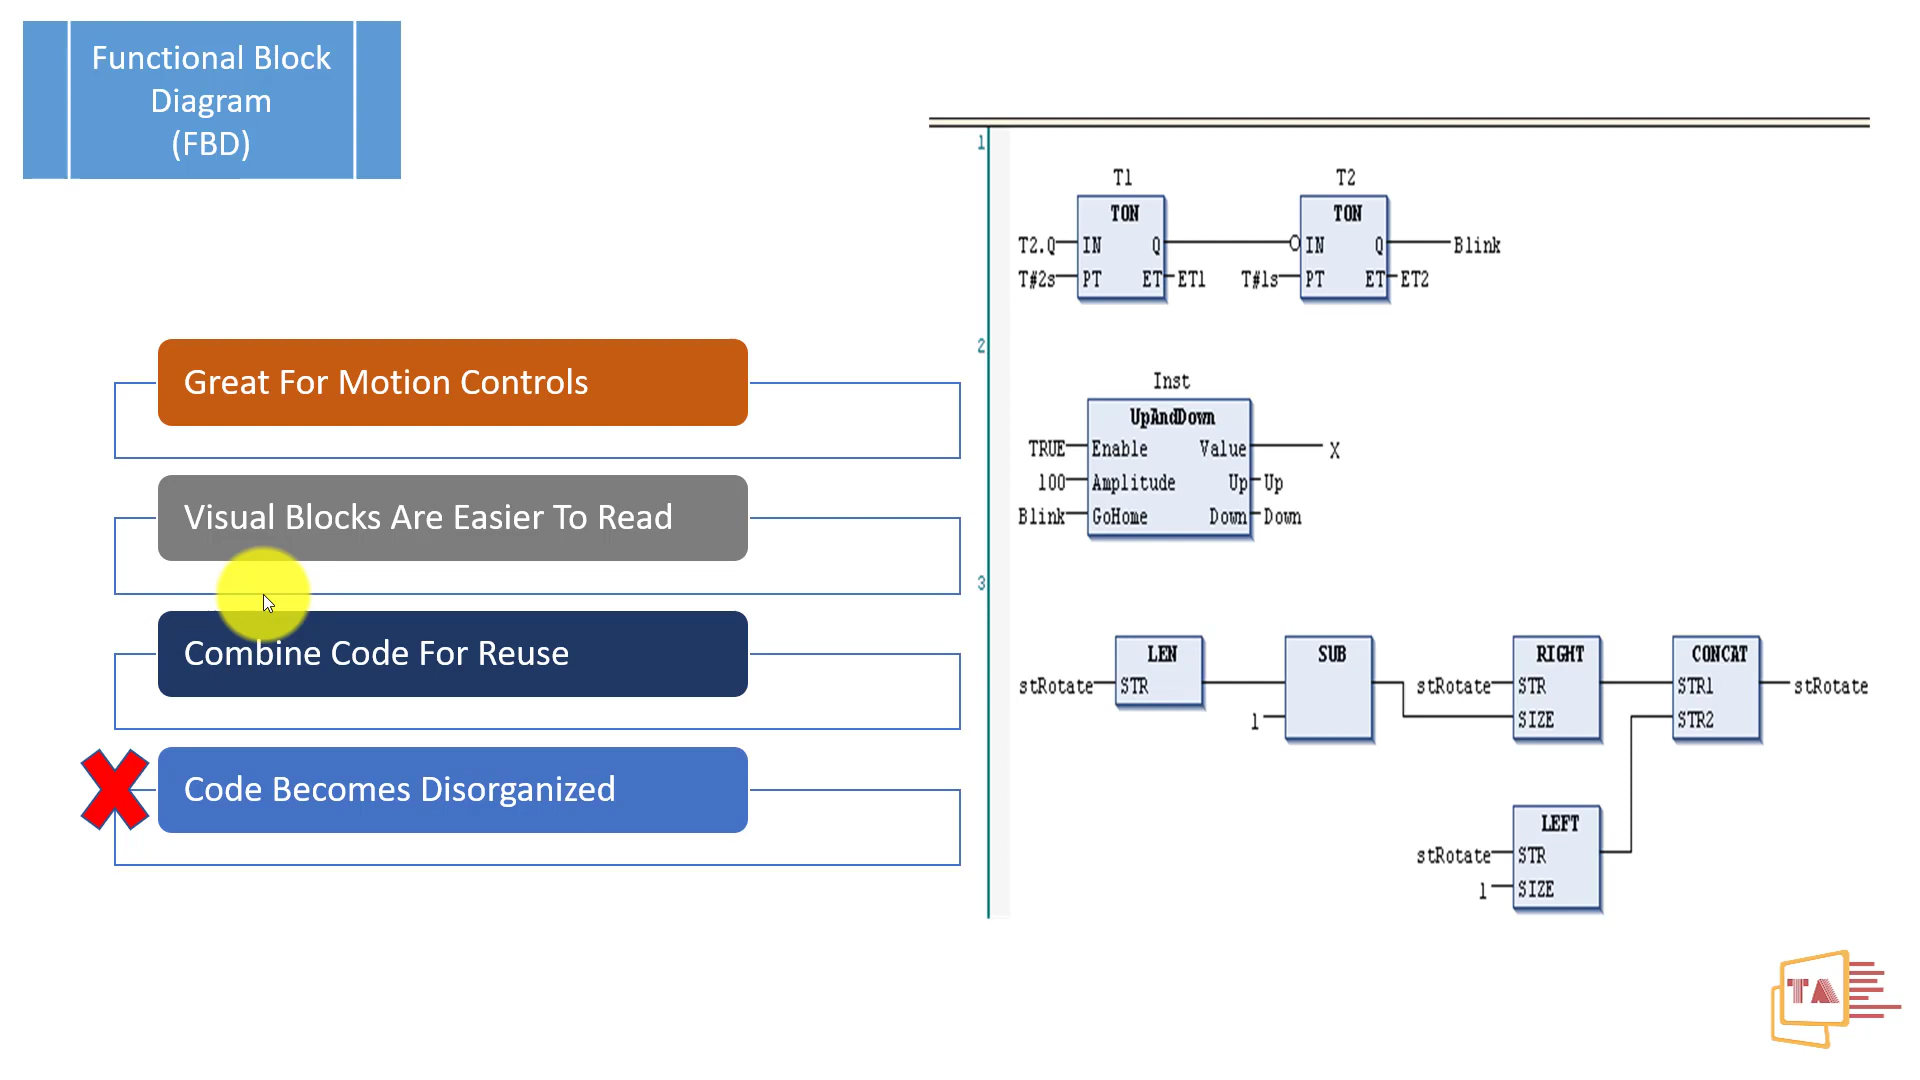 Functional Block
Diagram
(FBD)
Great For Motion Controls
Visual Blocks Are Easier To Read
Combine Code For Reuse
Code Becomes Disorganized
1
T1 T2
TON TON
T2.Q IN Q IN Q Blink
T#2s PT ET ET1 T#1s PT ET ET2
2
Inst
UpAndDown
TRUE Enable Value X
100 Amplitude Up Up
Blink GoHome Down Down
3
LEN SUB RIGHT CONCAT
stRotate STR stRotate STR STR1 stRotate
1 SIZE STR2
LEFT
stRotate STR
1 SIZE
TA